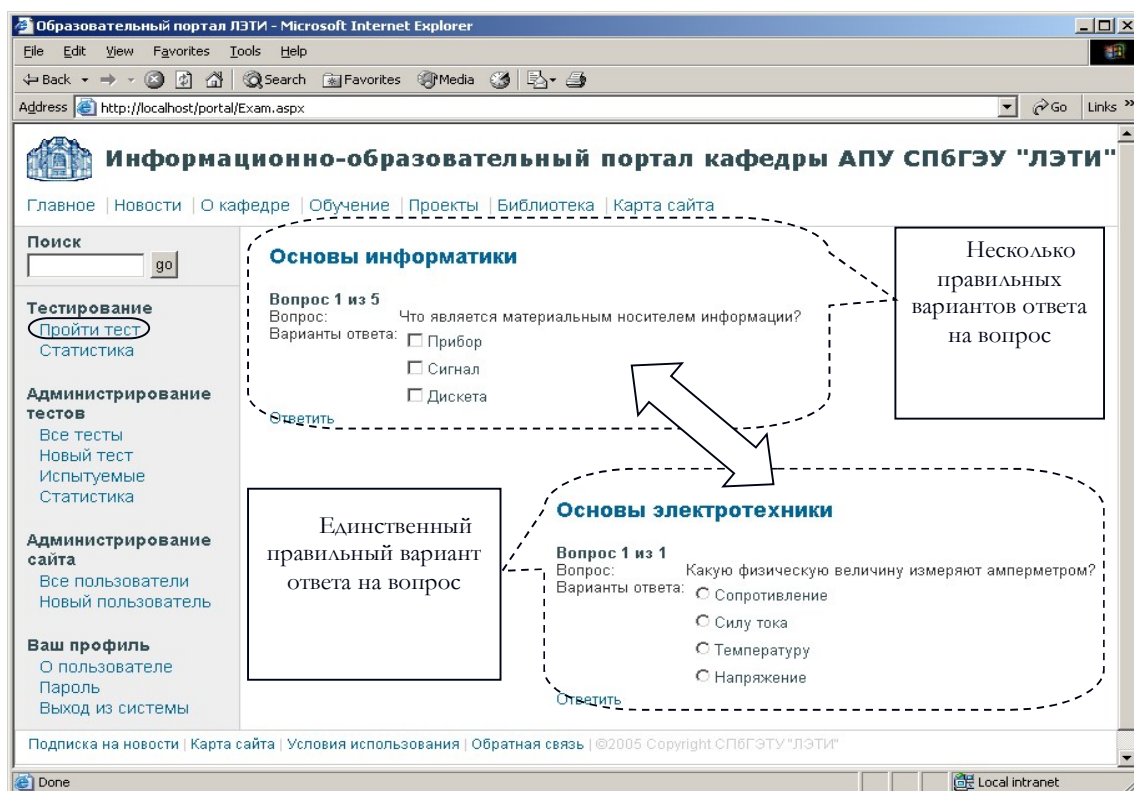 Образовательный портал ЛЭТИ - Microsoft Internet Explorer
File Edit View Favorites Tools Help
Back Search Favorites Media
Address http://localhost/portal/Exam.aspx Go Links »
Информационно-образовательный портал кафедры АПУ СПбГЭУ "ЛЭТИ"
Главное | Новости | О кафедре | Обучение | Проекты | Библиотека | Карта сайта
Поиск
go
Тестирование
Пройти тест
Статистика
Администрирование
тестов
Все тесты
Новый тест
Испытуемые
Статистика
Администрирование
сайта
Все пользователи
Новый пользователь
Ваш профиль
О пользователе
Пароль
Выход из системы
Основы информатики
Вопрос 1 из 5
Вопрос: Что является материальным носителем информации?
Варианты ответа: Прибор
Сигнал
Дискета
Ответить
Несколько
правильных
вариантов ответа
на вопрос
Единственный
правильный вариант
ответа на вопрос
Основы электротехники
Вопрос 1 из 1
Вопрос: Какую физическую величину измеряют амперметром?
Варианты ответа: Сопротивление
Силу тока
Температуру
Напряжение
Ответить
Подписка на новости | Карта сайта | Условия использования | Обратная связь | ©2005 Copyright СПбГЭТУ "ЛЭТИ"
Done Local intranet